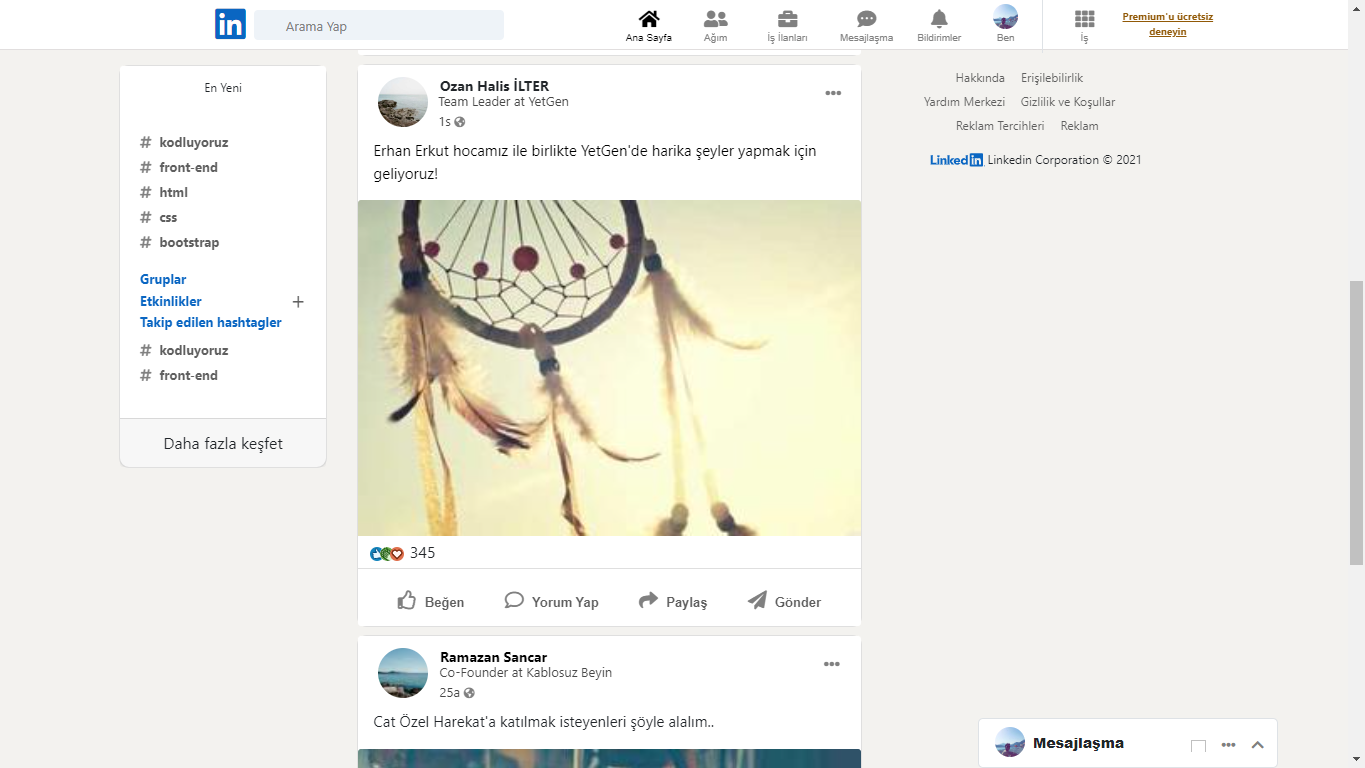 in
Arama Yap
Ana Sayfa
Ağım
İş İlanları
Mesajlaşma
Bildirimler
Ben
İş
Premium'u ücretsiz
deneyin
En Yeni
# kodluyoruz
# front-end
# html
# css
# bootstrap
Gruplar
Etkinlikler +
Takip edilen hashtagler
# kodluyoruz
# front-end
Daha fazla keşfet
Ozan Halis İLTER
Team Leader at YetGen
1s
Erhan Erkut hocamız ile birlikte YetGen'de harika şeyler yapmak için
geliyoruz!
345
Beğen
Yorum Yap
Paylaş
Gönder
Ramazan Sancar
Co-Founder at Kablosuz Beyin
25a
Cat Özel Harekat'a katılmak isteyenleri şöyle alalım..
Hakkında Erişilebilirlik
Yardım Merkezi Gizlilik ve Koşullar
Reklam Tercihleri Reklam
Linkedin Linkedin Corporation © 2021
Mesajlaşma